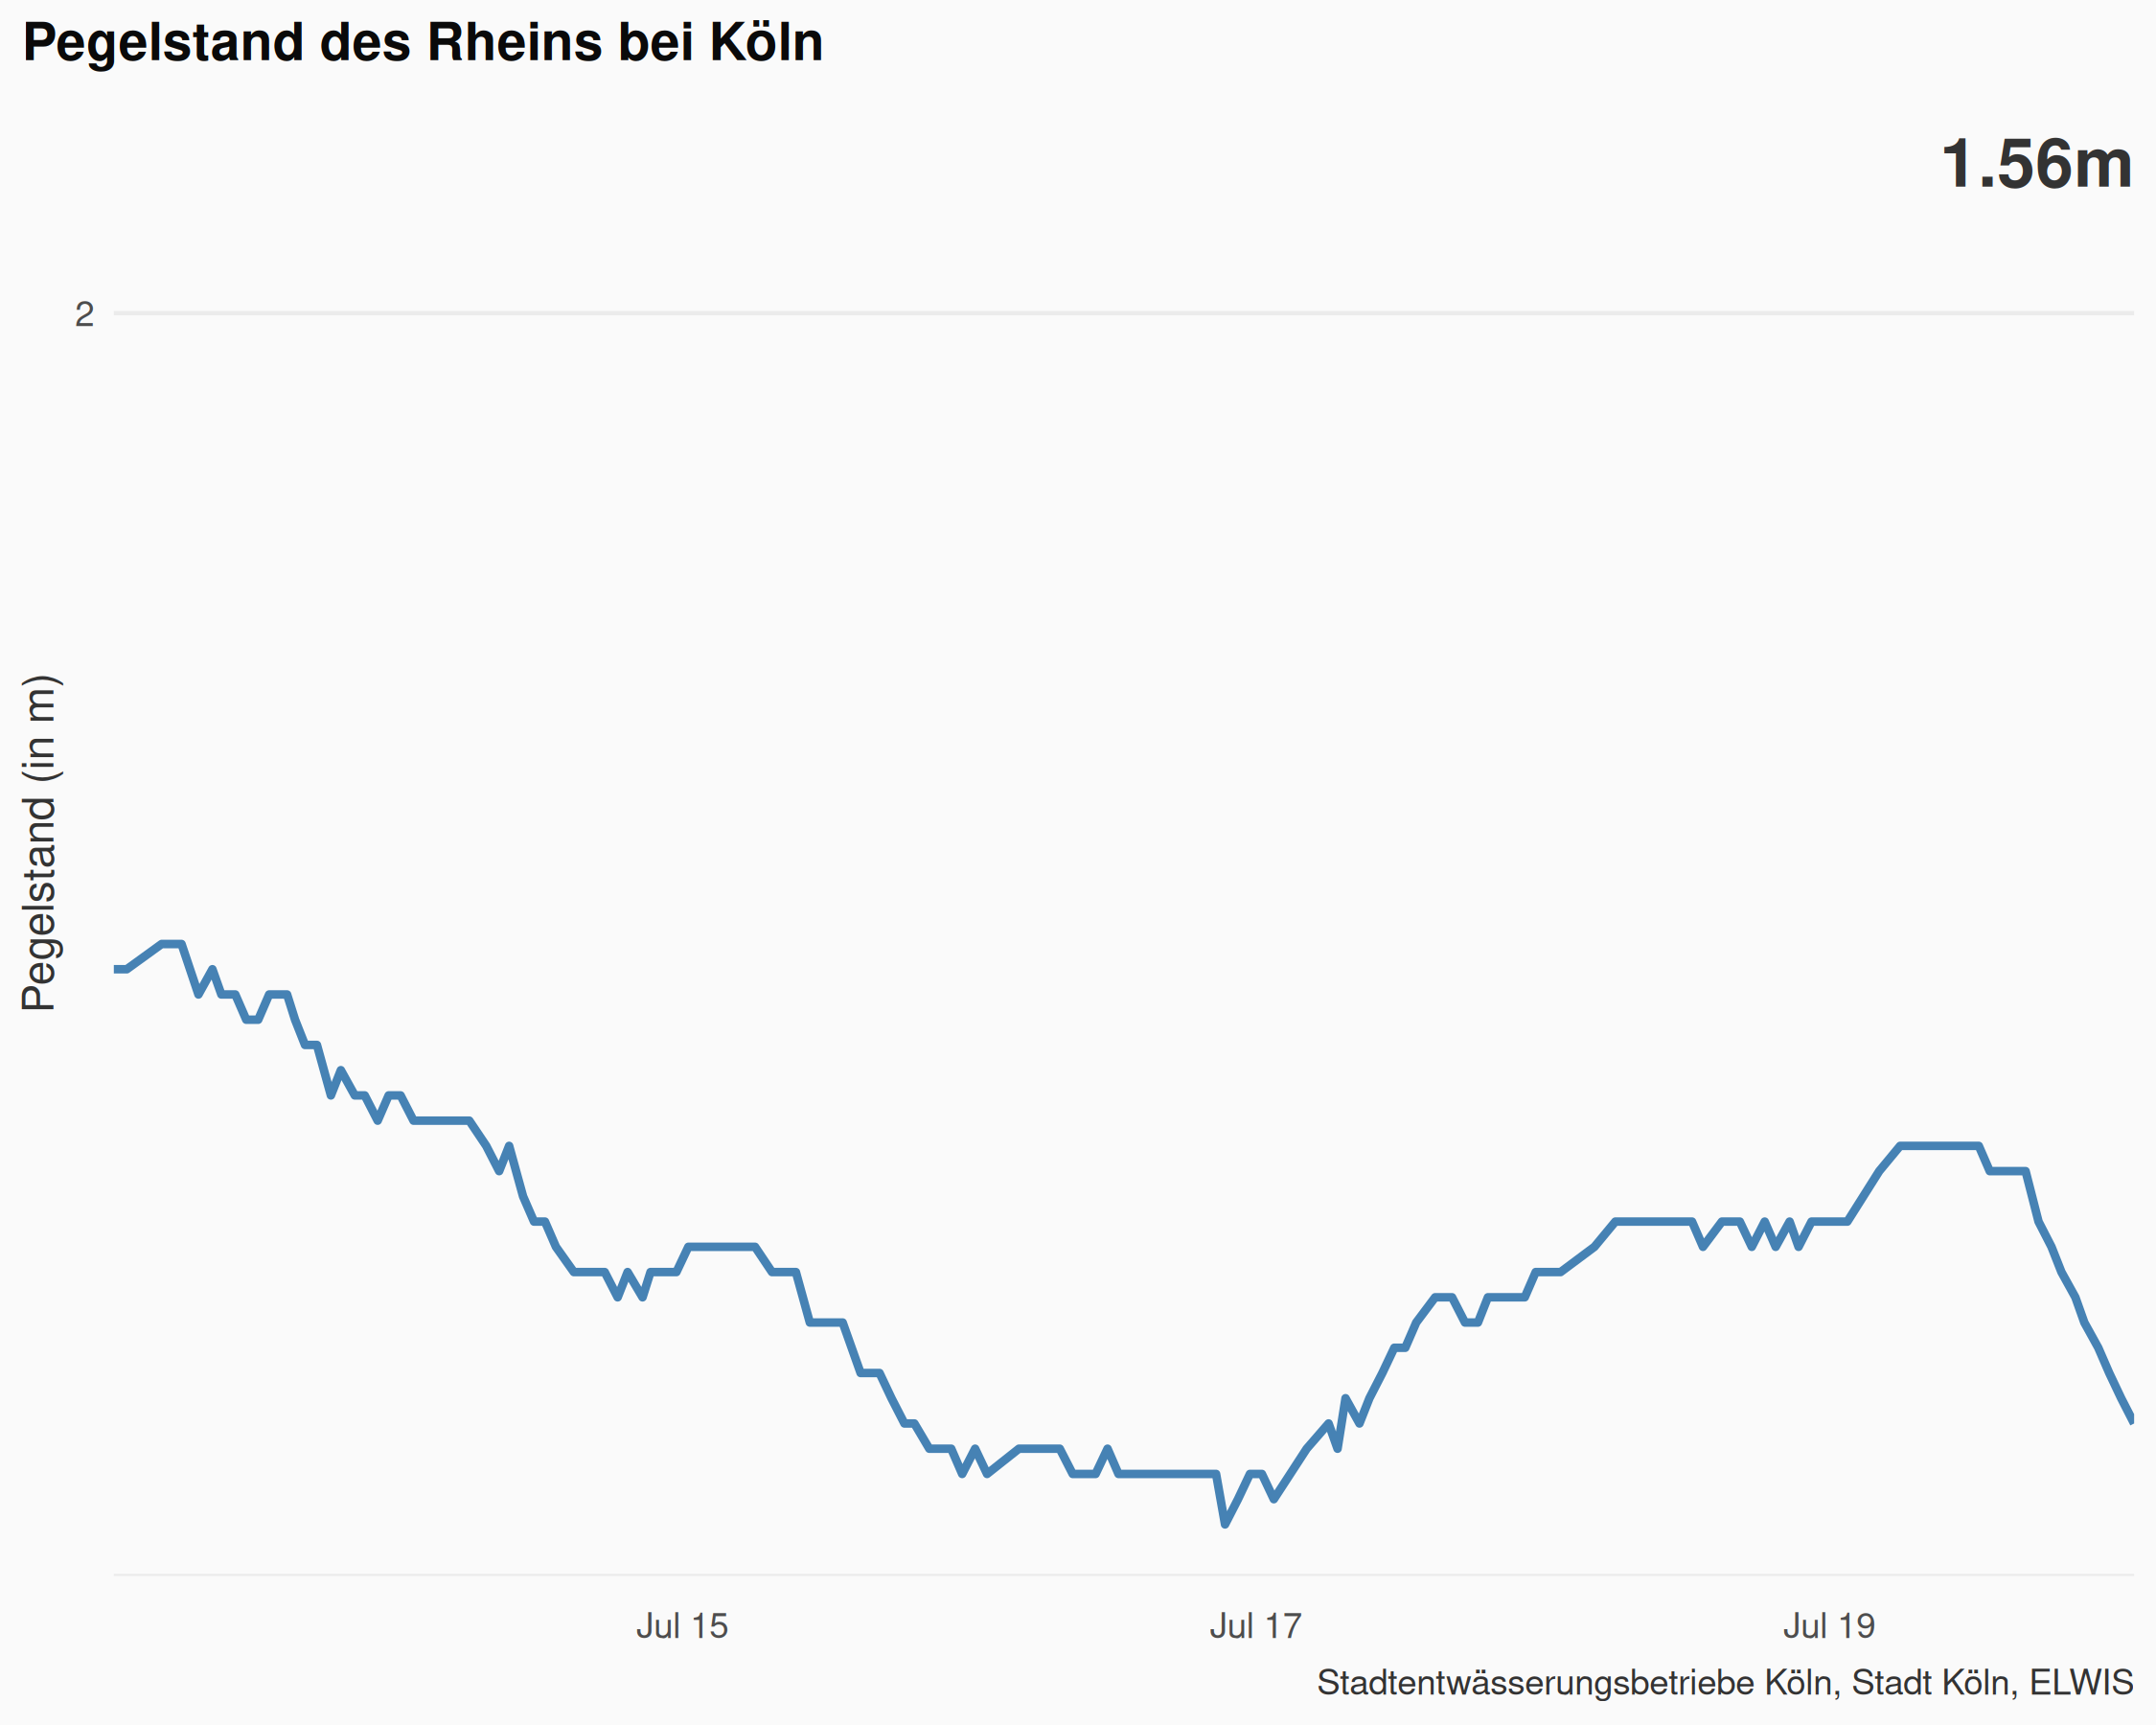 Pegelstand des Rheins bei Köln
1.56m
2
Pegelstand (in m)
Jul 15
Jul 17
Jul 19
Stadtentwässerungsbetriebe Köln, Stadt Köln, ELWIS